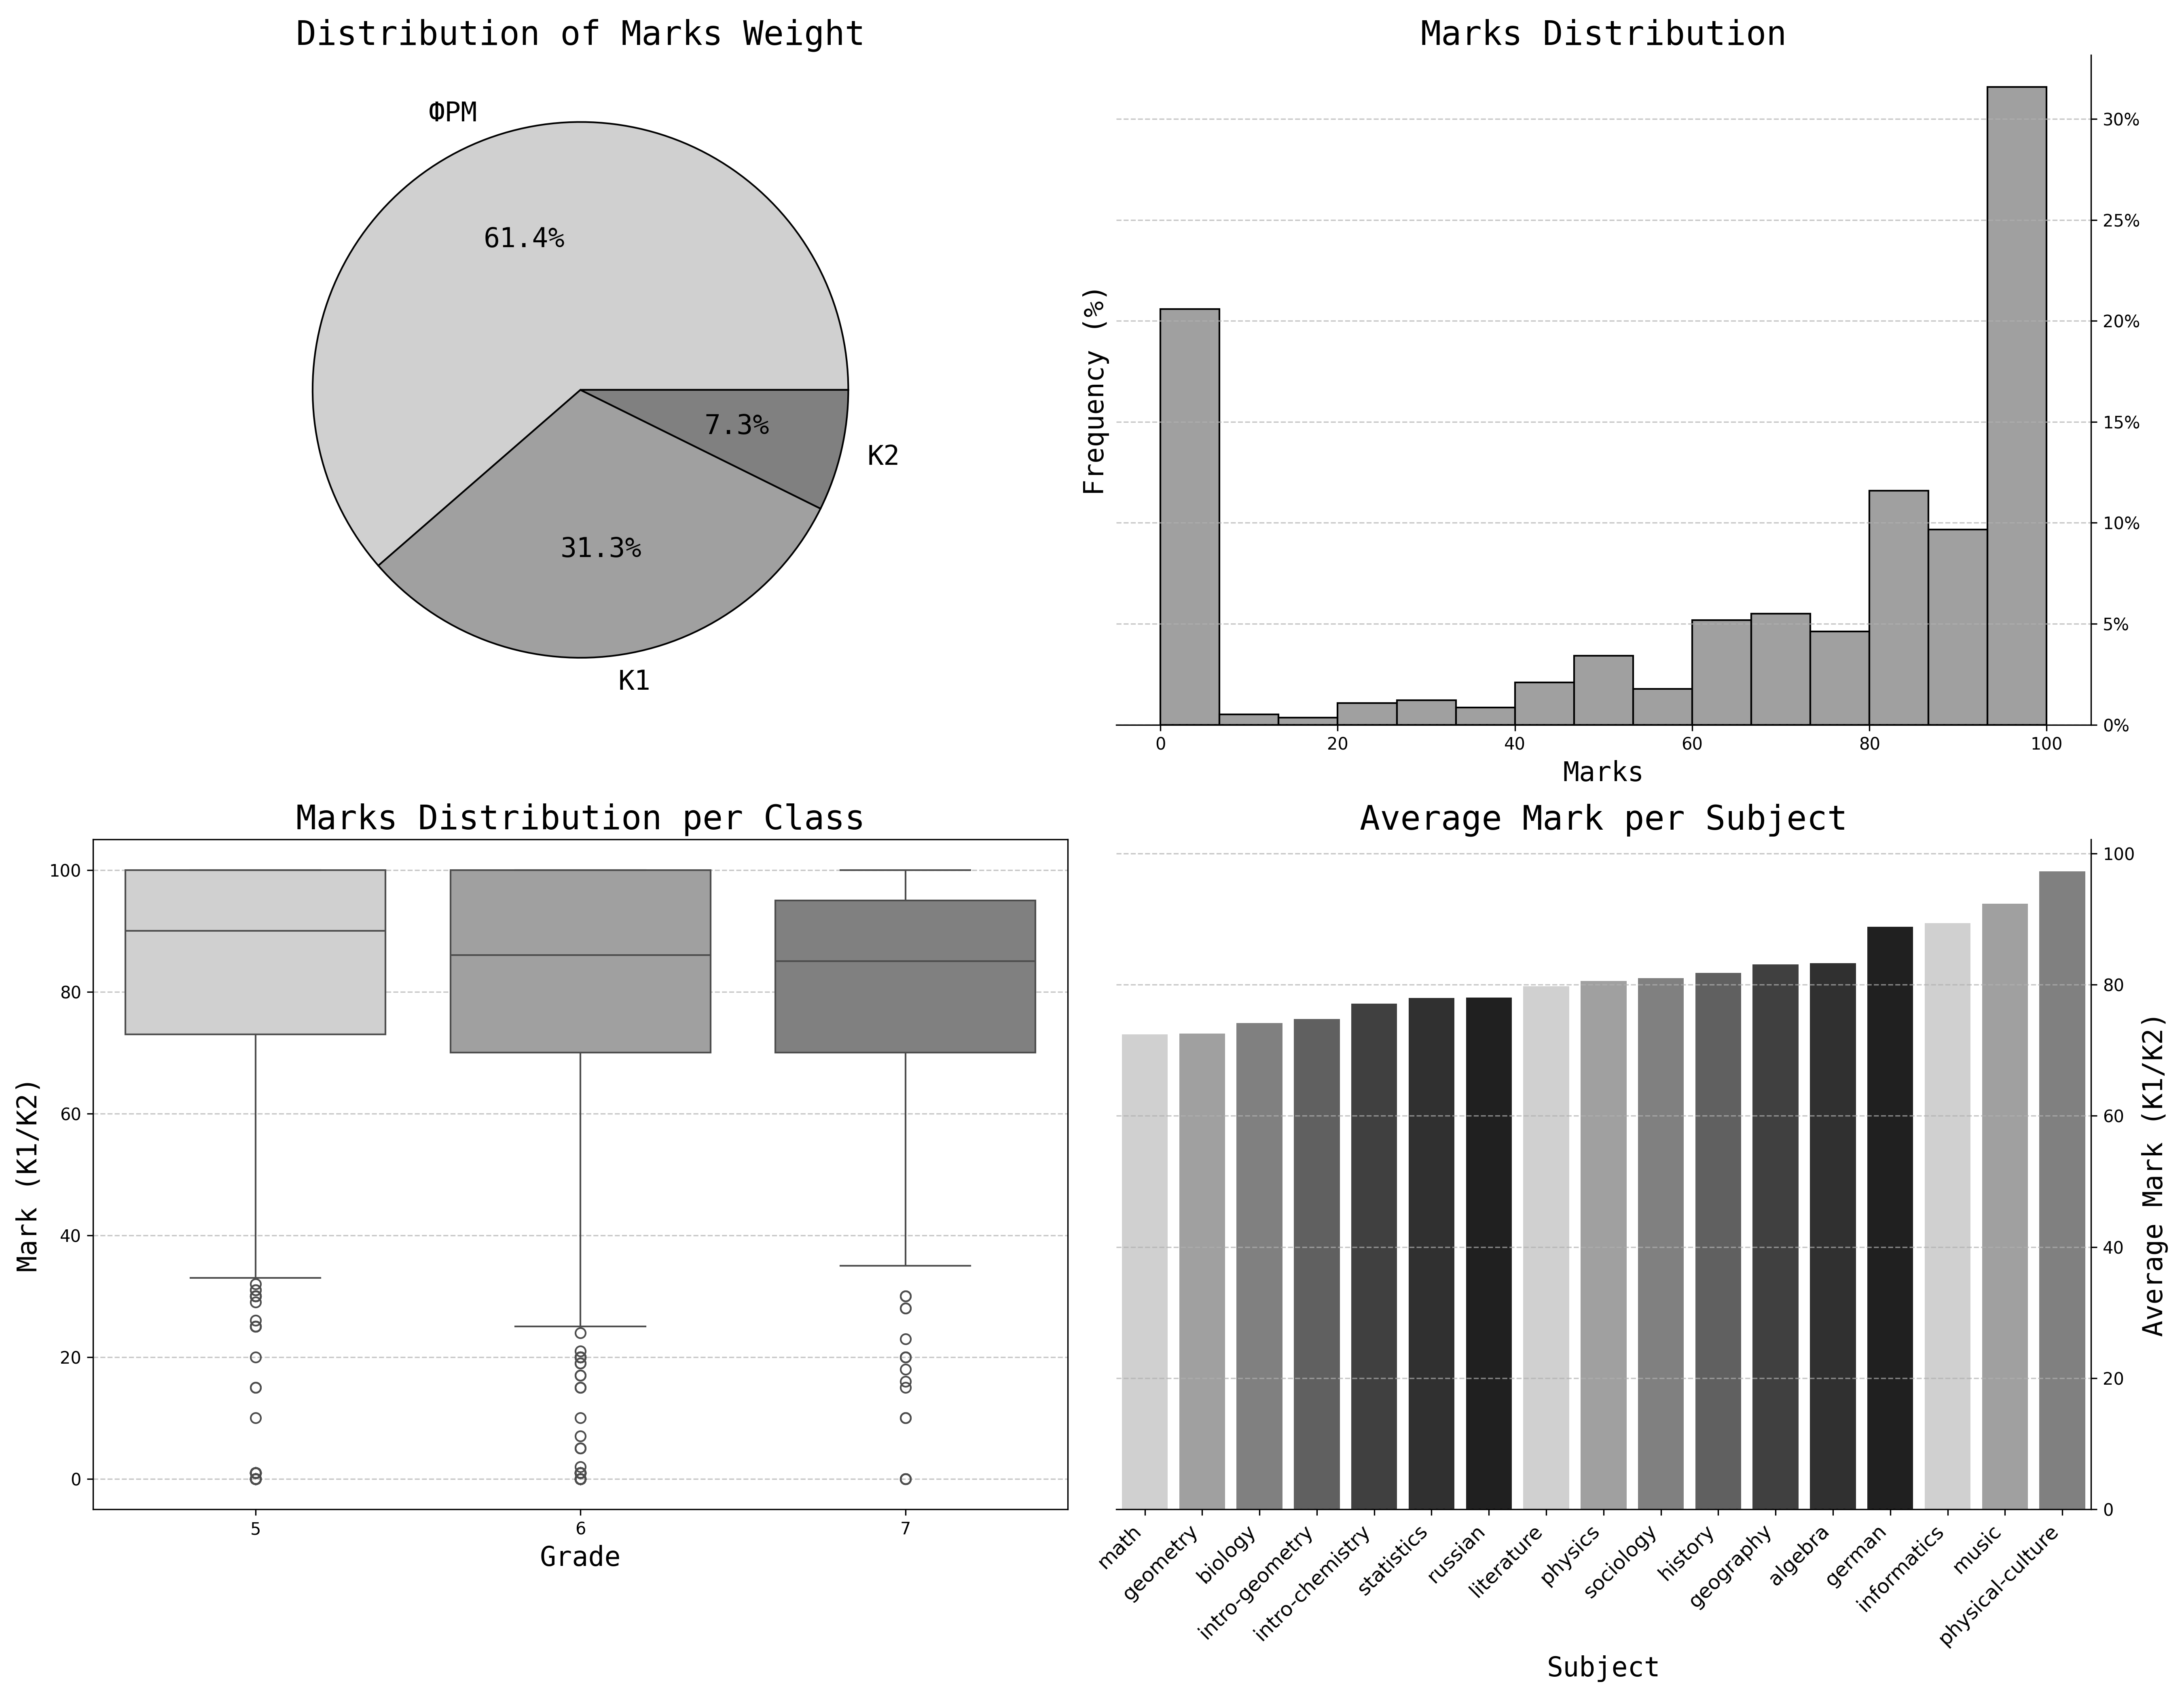 Distribution of Marks Weight
ФРМ
61.4%
7.3%
K2
31.3%
K1
Marks Distribution
Frequency (%)
30%
25%
20%
15%
10%
5%
0%
0
20
40
60
80
100
Marks
Marks Distribution per Class
Mark (K1/K2)
100
80
60
40
20
0
5
6
7
Grade
Average Mark per Subject
100
80
60
40
20
0
Average Mark (K1/K2)
math
geometry
biology
intro-geometry
intro-chemistry
statistics
russian
literature
physics
sociology
history
geography
algebra
german
informatics
music
physical-culture
Subject